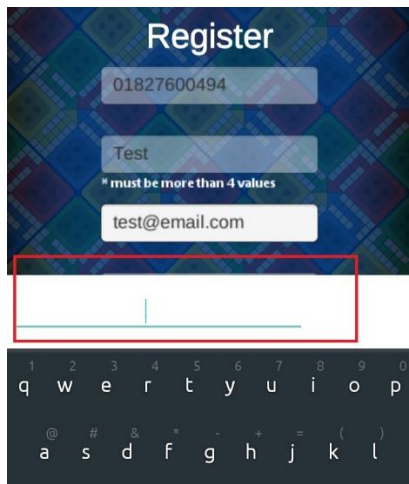 Register
01827600494
Test
* must be more than 4 values
test@email.com
1 2 3 4 5 6 7 8 9 0
q w e r t y u i o p
@ # & * - + = ( )
a s d f g h j k l